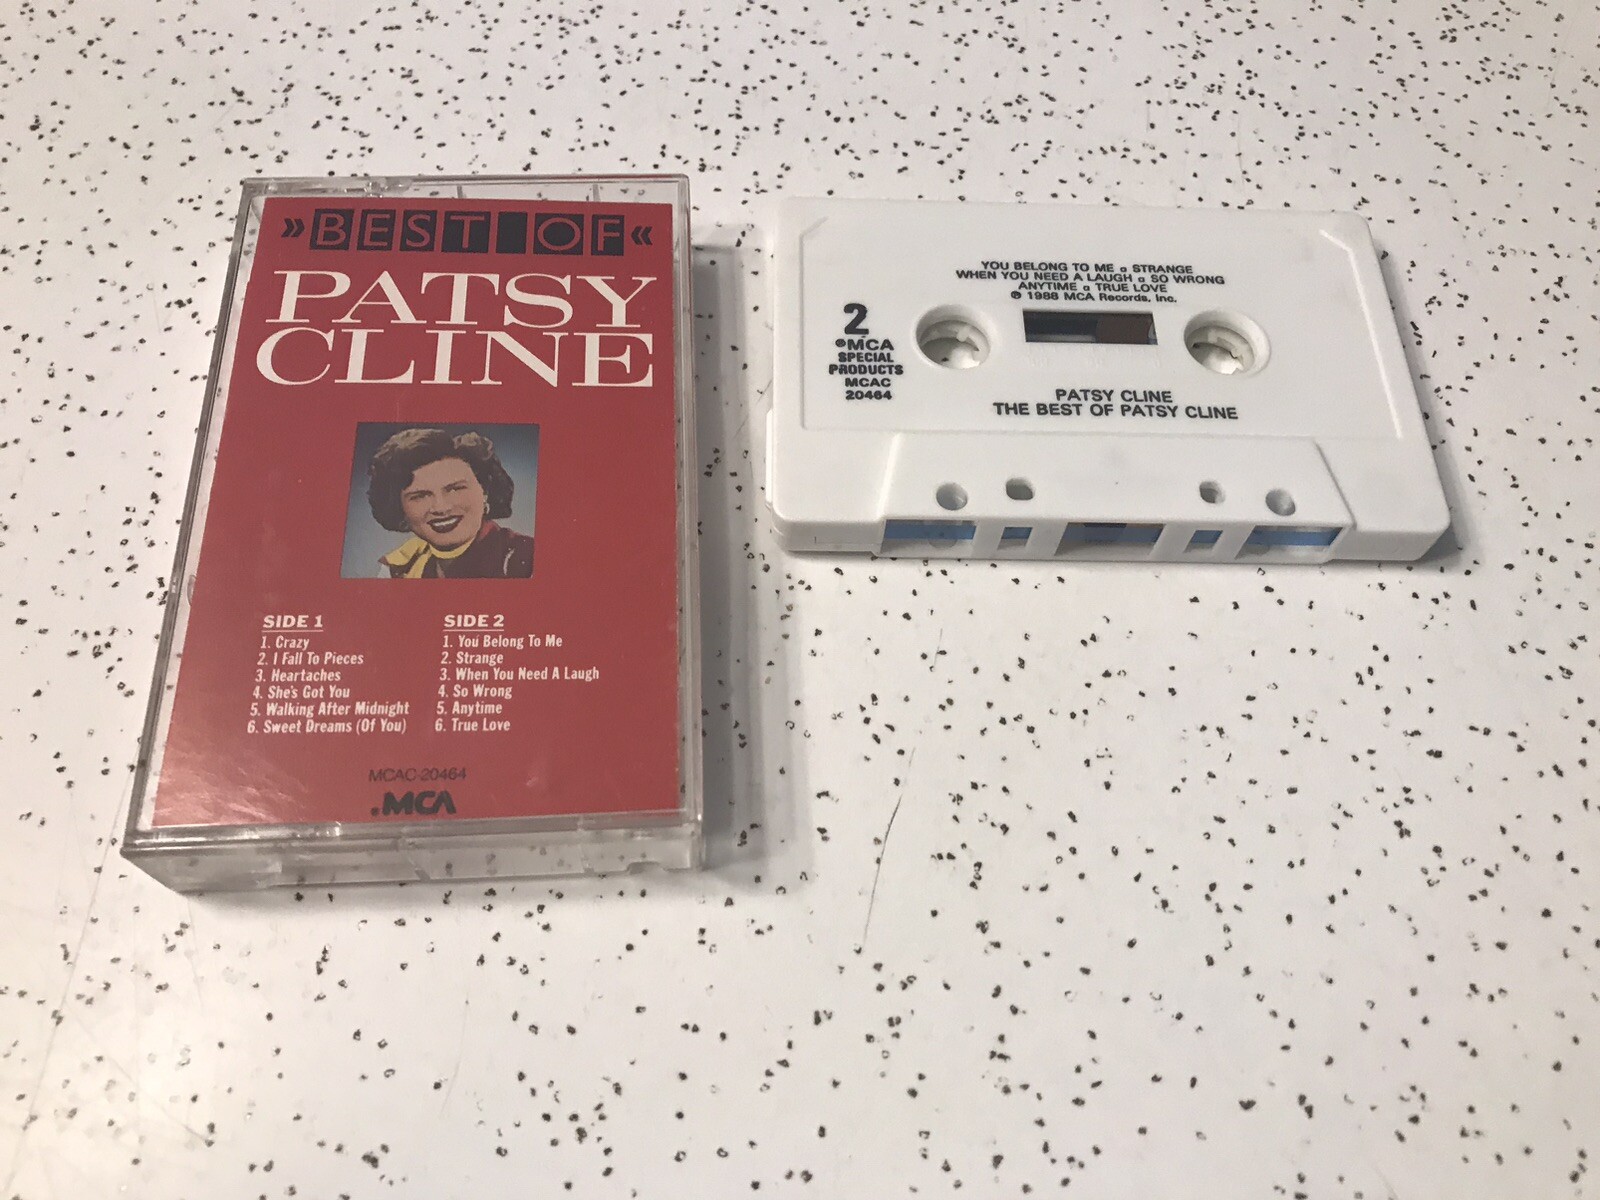 » BEST OF «
PATSY
CLINE
SIDE 1
1. Crazy
2. I Fall To Pieces
3. Heartaches
4. She's Got You
5. Walking After Midnight
6. Sweet Dreams (Of You)
SIDE 2
1. You Belong To Me
2. Strange
3. When You Need A Laugh
4. So Wrong
5. Anytime
6. True Love
MCAC-20464
.MCA
YOU BELONG TO ME □ STRANGE
WHEN YOU NEED A LAUGH □ SO WRONG
ANYTIME □ TRUE LOVE
℗ 1988 MCA Records, Inc.
2
●MCA
SPECIAL
PRODUCTS
MCAC
20464
PATSY CLINE
THE BEST OF PATSY CLINE